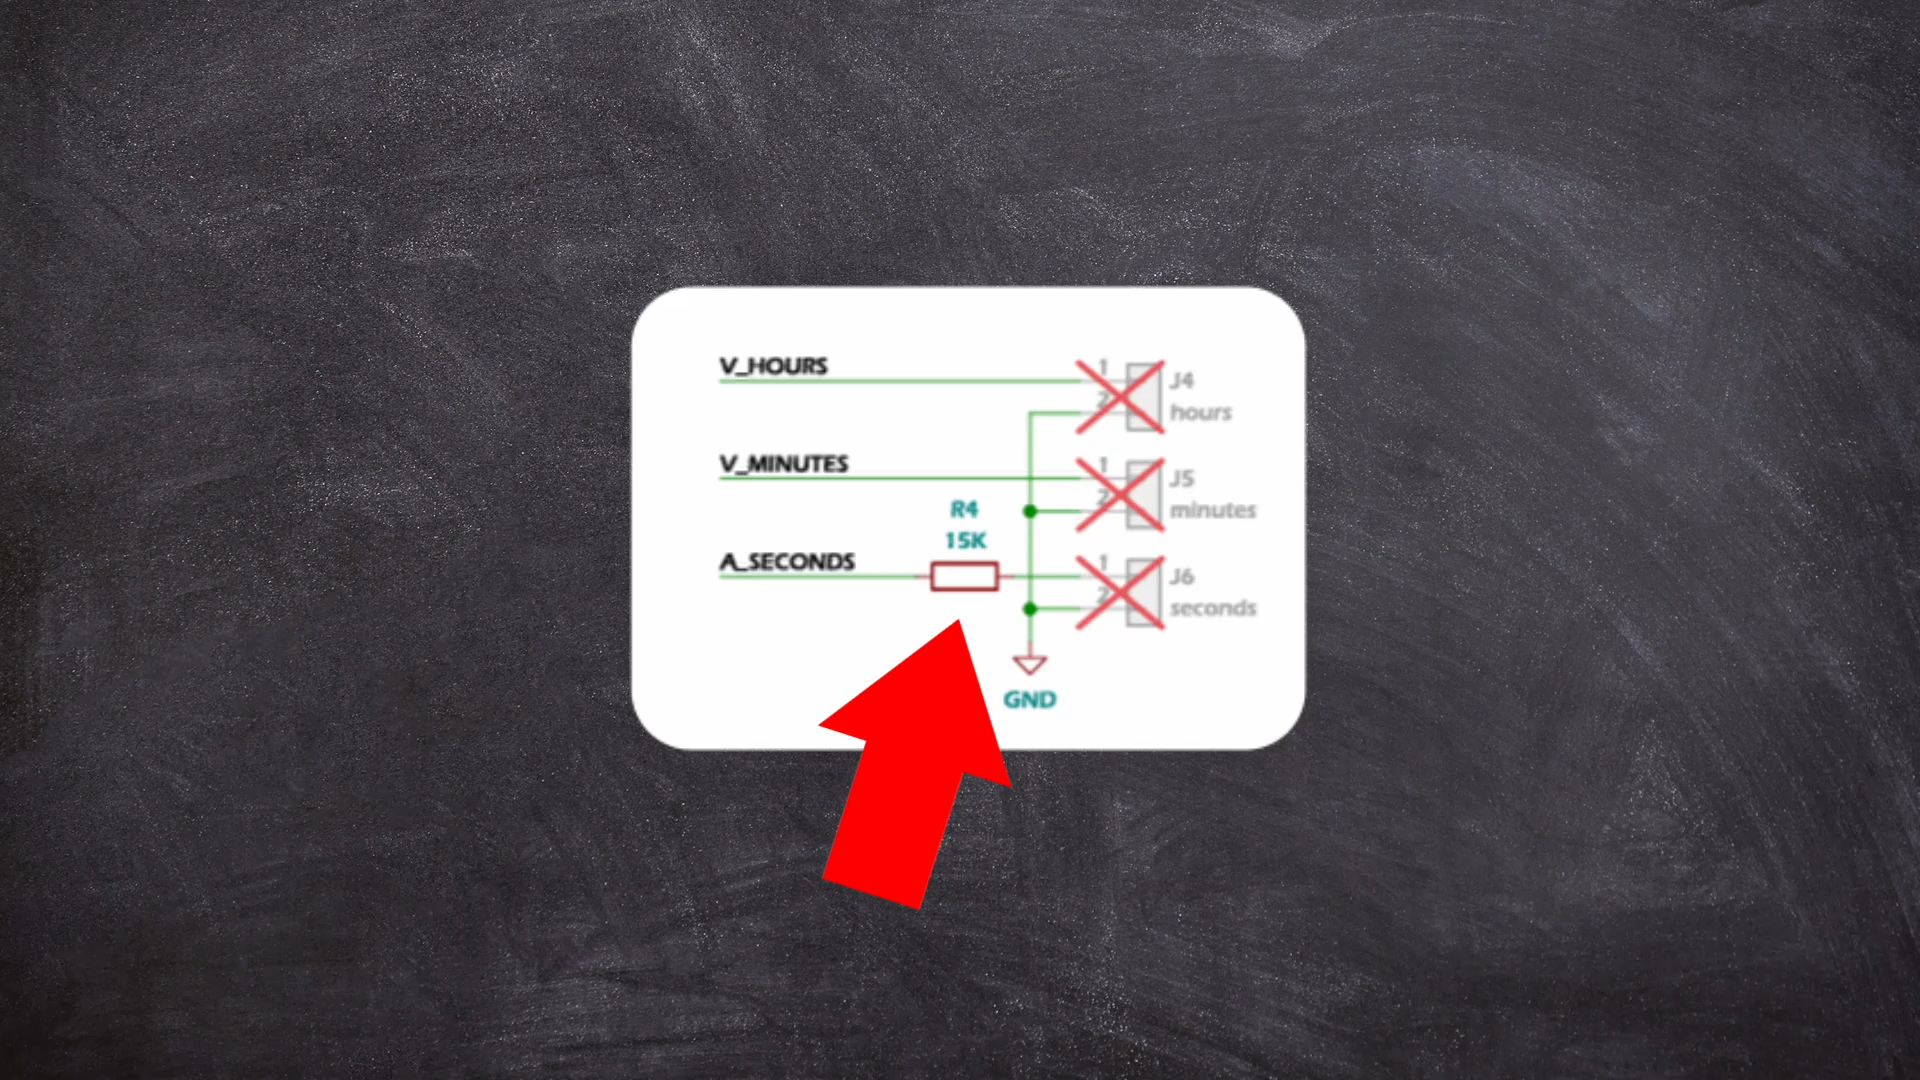 V_HOURS
1
2
J4
hours
V_MINUTES
1
2
J5
minutes
R4
15K
A_SECONDS
1
2
J6
seconds
GND